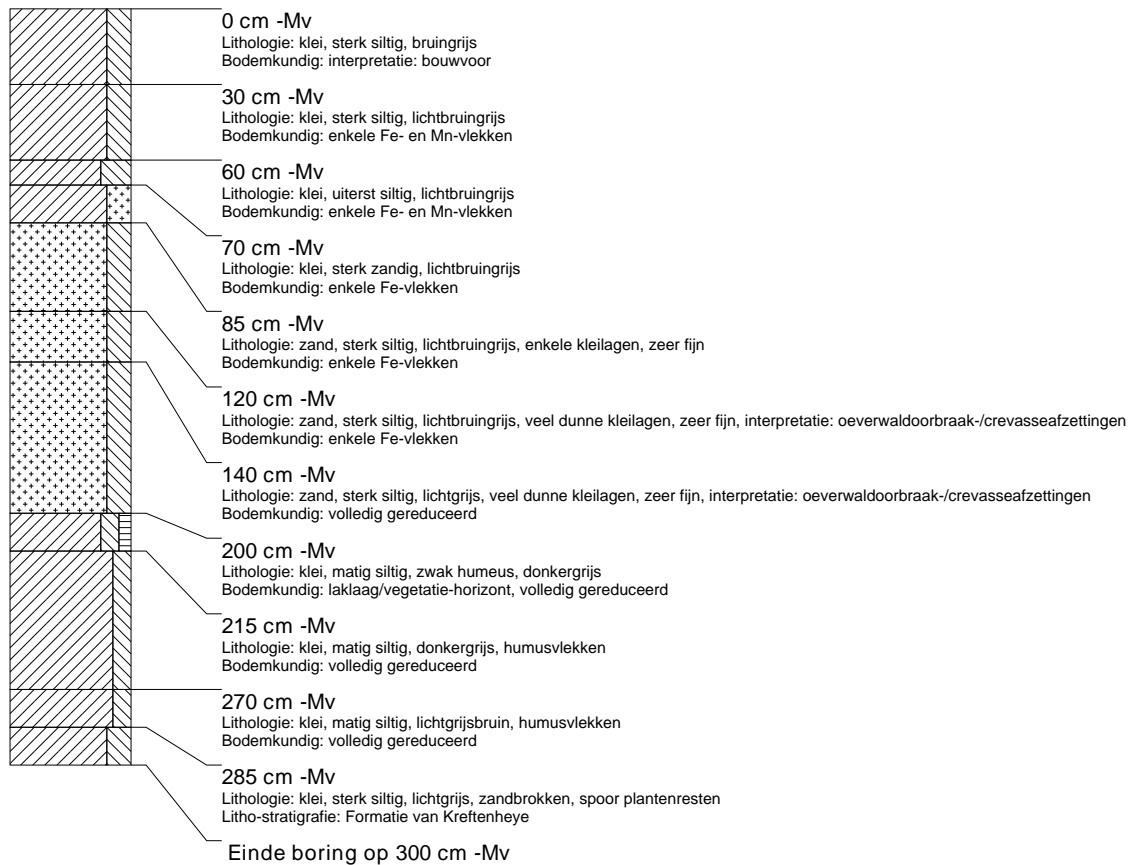 0 cm -Mv
Lithologie: klei, sterk siltig, bruingrijs
Bodemkundig: interpretatie: bouwvoor
30 cm -Mv
Lithologie: klei, sterk siltig, lichtbruingrijs
Bodemkundig: enkele Fe- en Mn-vlekken
60 cm -Mv
Lithologie: klei, uiterst siltig, lichtbruingrijs
Bodemkundig: enkele Fe- en Mn-vlekken
70 cm -Mv
Lithologie: klei, sterk zandig, lichtbruingrijs
Bodemkundig: enkele Fe-vlekken
85 cm -Mv
Lithologie: zand, sterk siltig, lichtbruingrijs, enkele kleilagen, zeer fijn
Bodemkundig: enkele Fe-vlekken
120 cm -Mv
Lithologie: zand, sterk siltig, lichtbruingrijs, veel dunne kleilagen, zeer fijn, interpretatie: oeverwaldoorbraak-/crevasseafzettingen
Bodemkundig: enkele Fe-vlekken
140 cm -Mv
Lithologie: zand, sterk siltig, lichtgrijs, veel dunne kleilagen, zeer fijn, interpretatie: oeverwaldoorbraak-/crevasseafzettingen
Bodemkundig: volledig gereduceerd
200 cm -Mv
Lithologie: klei, matig siltig, zwak humeus, donkergrijs
Bodemkundig: laklaag/vegetatie-horizont, volledig gereduceerd
215 cm -Mv
Lithologie: klei, matig siltig, donkergrijs, humusvlekken
Bodemkundig: volledig gereduceerd
270 cm -Mv
Lithologie: klei, matig siltig, lichtgrijsbruin, humusvlekken
Bodemkundig: volledig gereduceerd
285 cm -Mv
Lithologie: klei, sterk siltig, lichtgrijs, zandbrokken, spoor plantenresten
Litho-stratigrafie: Formatie van Kreftenheye
Einde boring op 300 cm -Mv